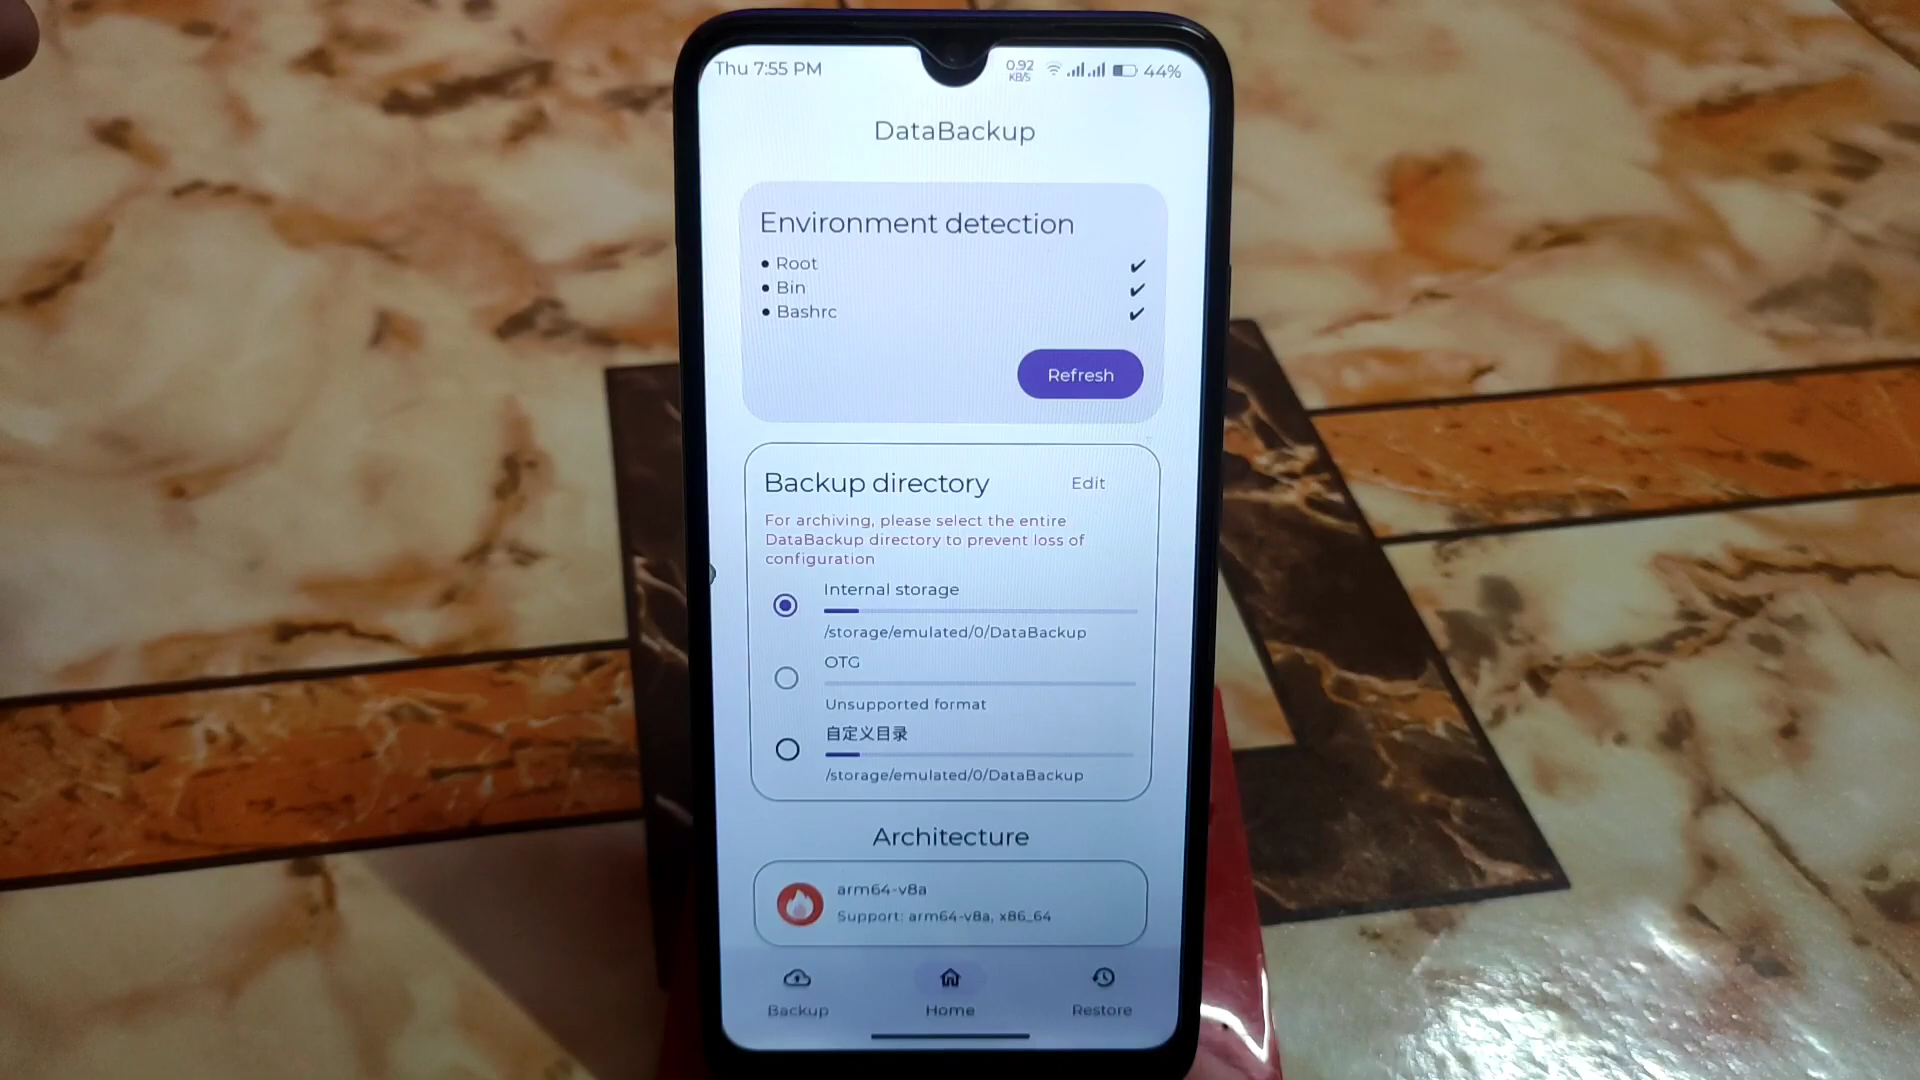 Thu 7:55 PM
0.92
KB/S
44%
DataBackup
Environment detection
• Root ✔
• Bin ✔
• Bashrc ✔
Refresh
Backup directory
Edit
For archiving, please select the entire
DataBackup directory to prevent loss of
configuration
Internal storage
/storage/emulated/0/DataBackup
OTG
Unsupported format
自定义目录
/storage/emulated/0/DataBackup
Architecture
arm64-v8a
Support: arm64-v8a, x86_64
Backup
Home
Restore